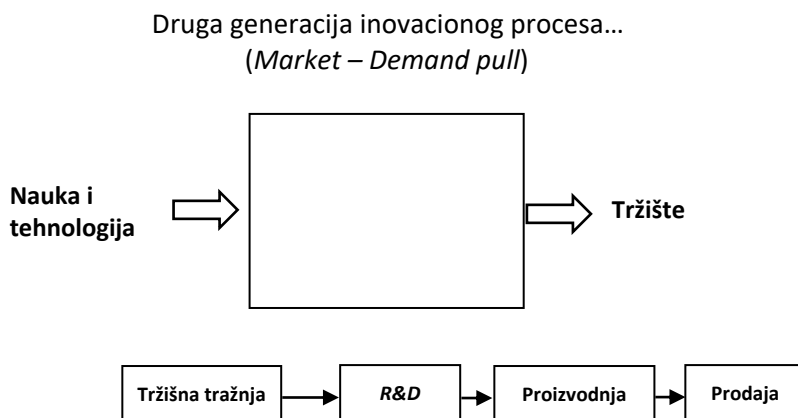 Druga generacija inovacionog procesa…
(Market – Demand pull)
Nauka i
tehnologija
Tržište
Tržišna tražnja
R&D
Proizvodnja
Prodaja